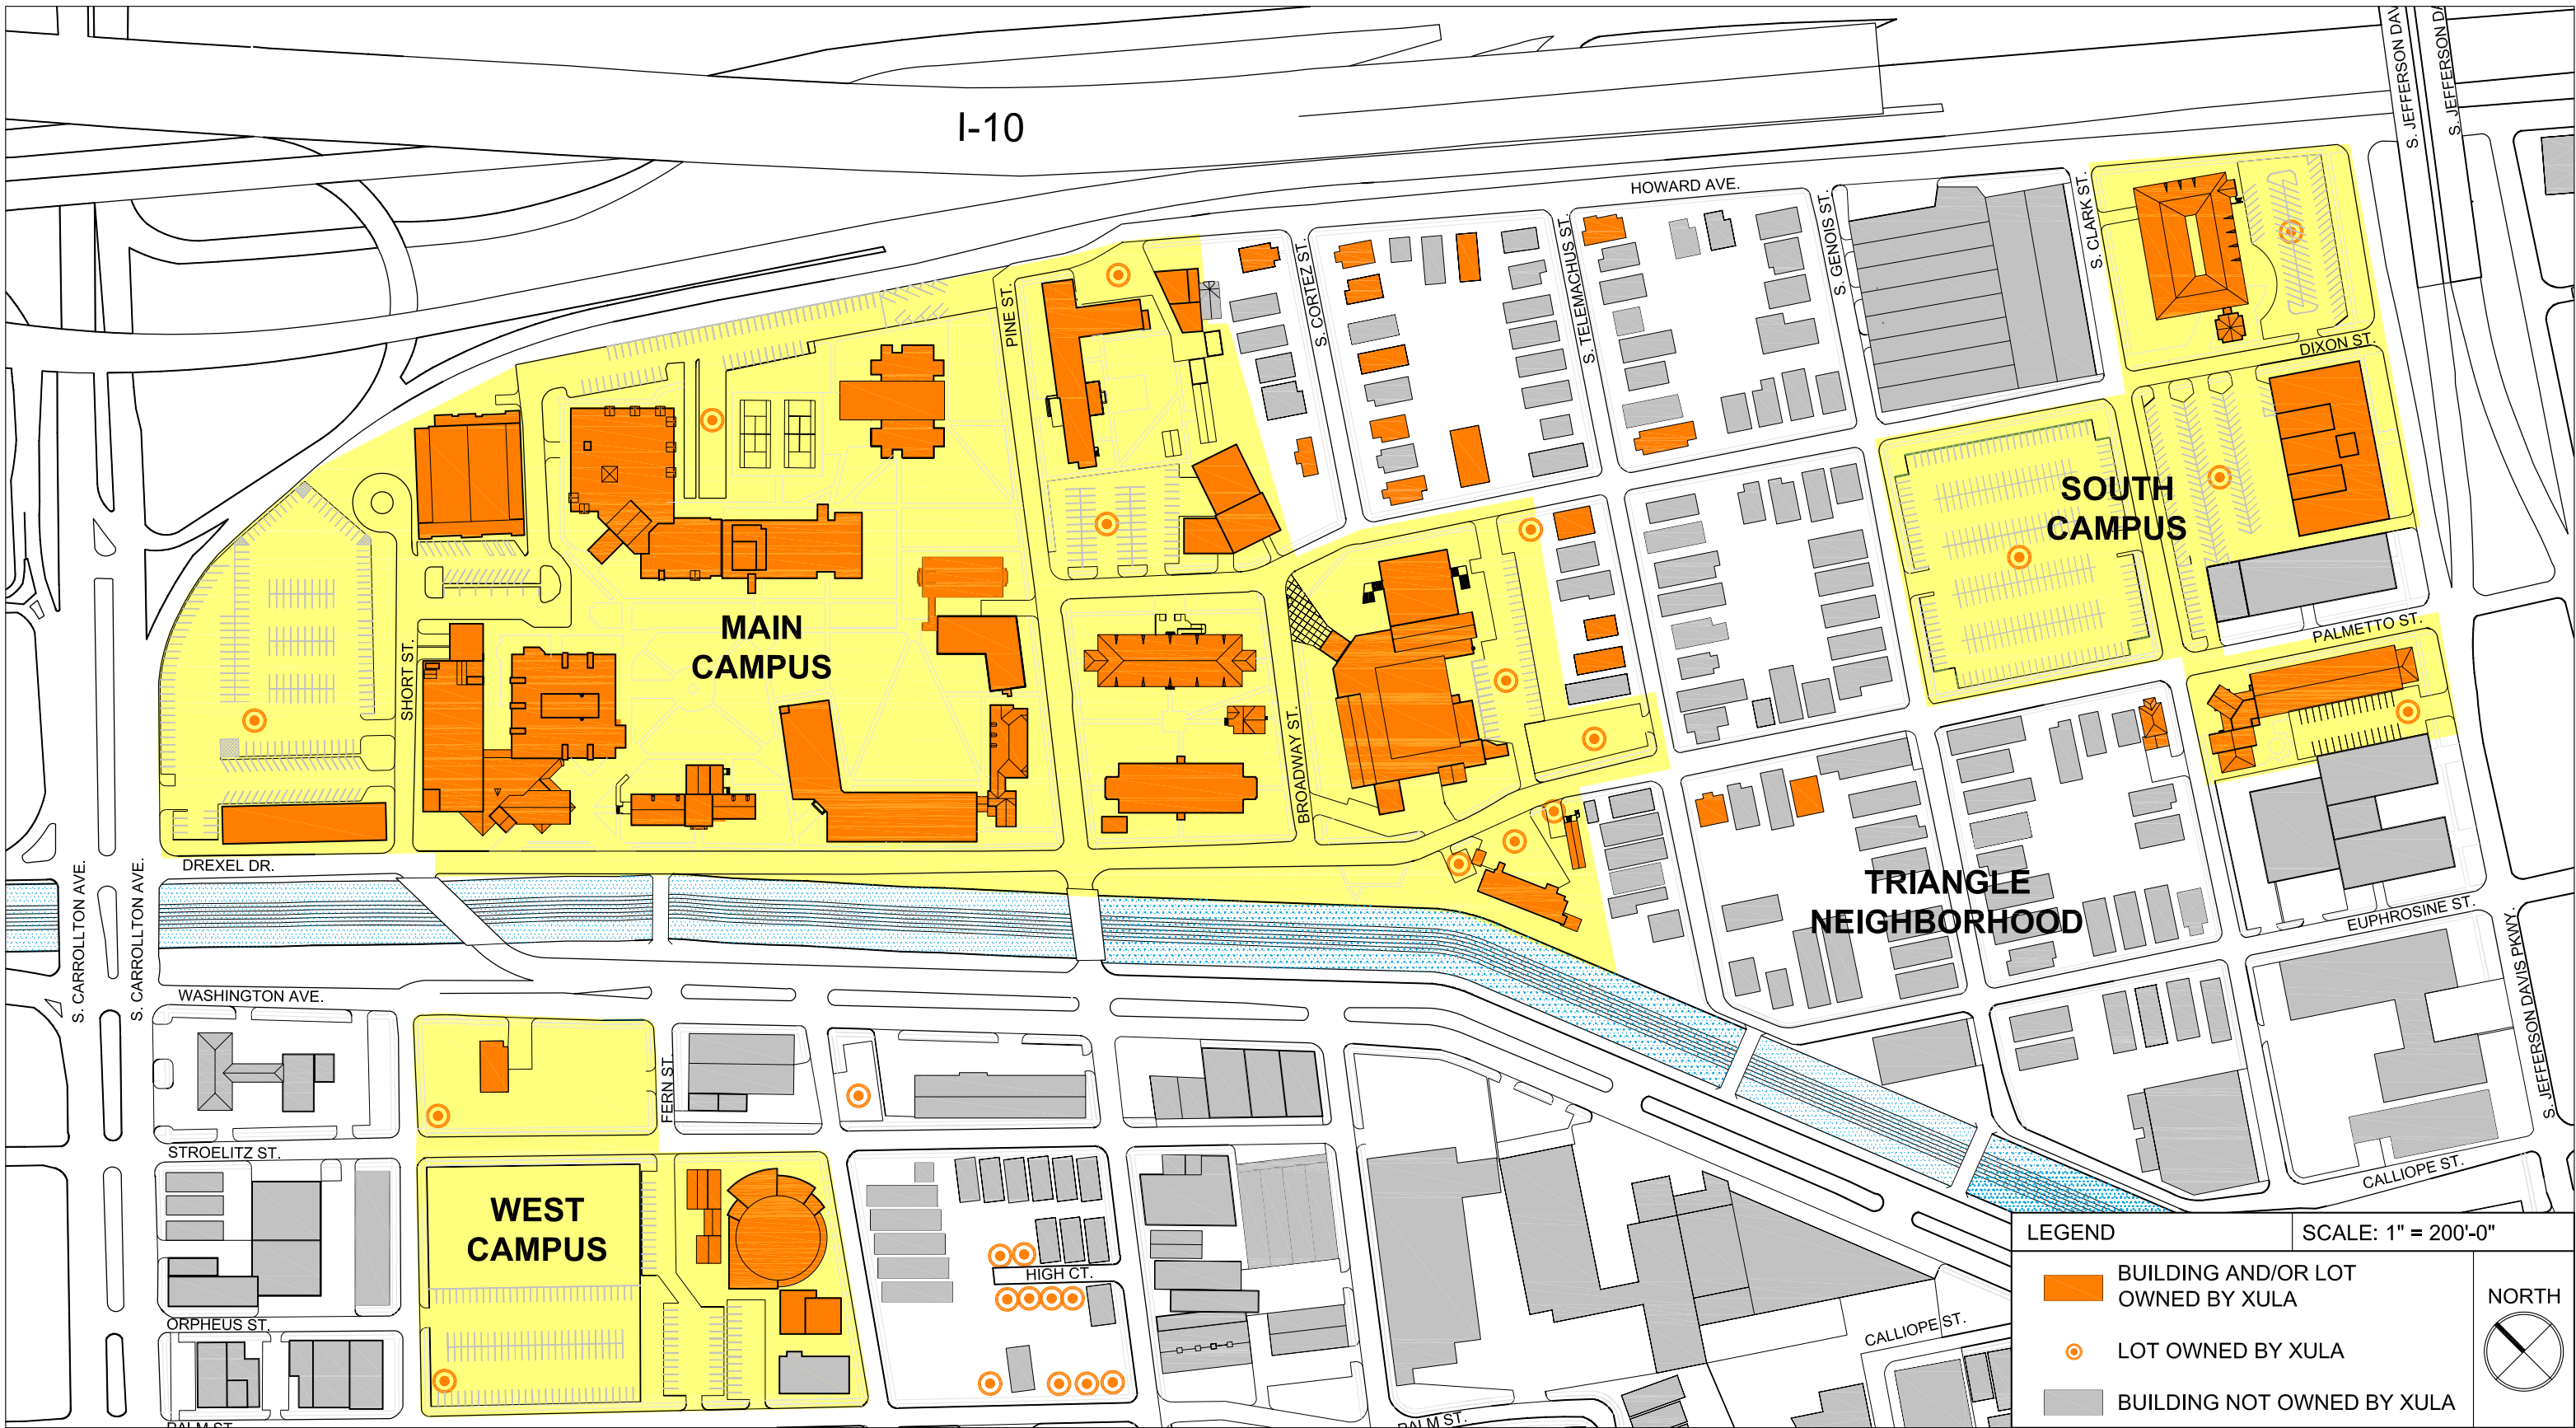 S. JEFFERSON DAV
S. JEFFERSON DA
I-10
HOWARD AVE.
S. CLARK ST.
S. GENOIS ST.
S. TELEMACHUS ST.
S. CORTEZ ST.
PINE ST.
DIXON ST.
SOUTH
CAMPUS
MAIN
CAMPUS
SHORT ST.
PALMETTO ST.
BROADWAY ST.
DREXEL DR.
S. CARROLLTON AVE.
S. CARROLLTON AVE.
TRIANGLE
NEIGHBORHOOD
EUPHROSINE ST.
S. JEFFERSON DAVIS PKWY.
WASHINGTON AVE.
FERN ST.
STROELITZ ST.
CALLIOPE ST.
WEST
CAMPUS
HIGH CT.
ORPHEUS ST.
CALLIOPE ST.
PALM ST.
PALM ST.
LEGEND
SCALE: 1" = 200'-0"
BUILDING AND/OR LOT
OWNED BY XULA
LOT OWNED BY XULA
BUILDING NOT OWNED BY XULA
NORTH